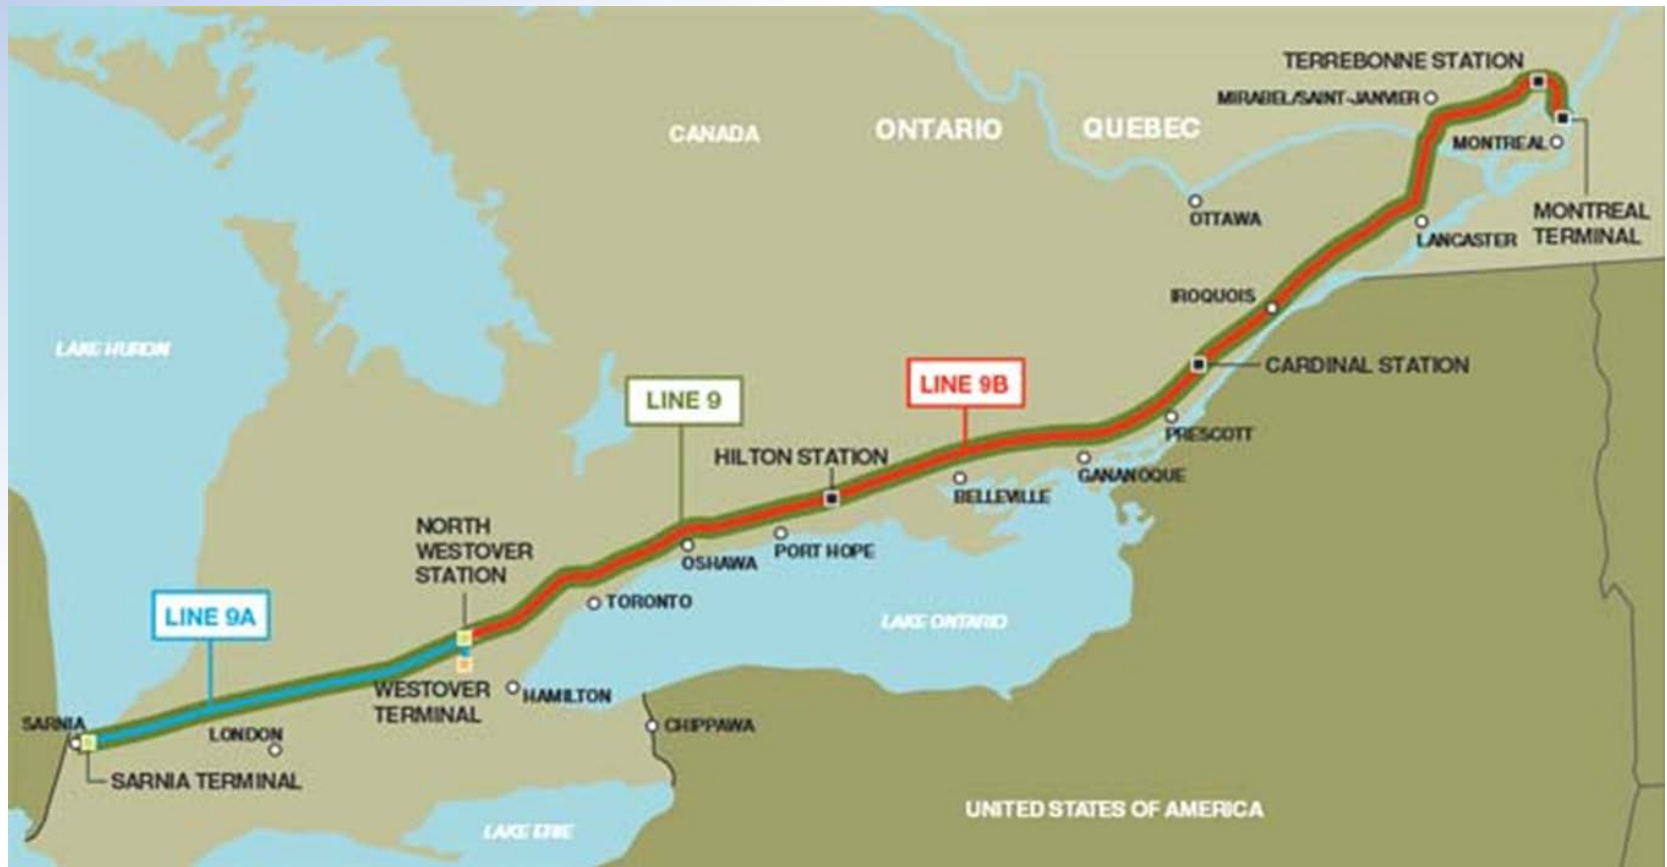 TERREBONNE STATION
MIRABEL/SAINT-JANVIER
CANADA
ONTARIO
QUEBEC
MONTREAL
OTTAWA
MONTREAL
TERMINAL
LANCASTER
IROQUOIS
LAKE HURON
CARDINAL STATION
LINE 9B
LINE 9
PRESCOTT
HILTON STATION
GANANOQUE
BELLEVILLE
NORTH
WESTOVER
STATION
PORT HOPE
OSHAWA
TORONTO
LINE 9A
LAKE ONTARIO
WESTOVER
TERMINAL
HAMILTON
SARNIA
LONDON
CHIPPAWA
SARNIA TERMINAL
UNITED STATES OF AMERICA
LAKE ERIE